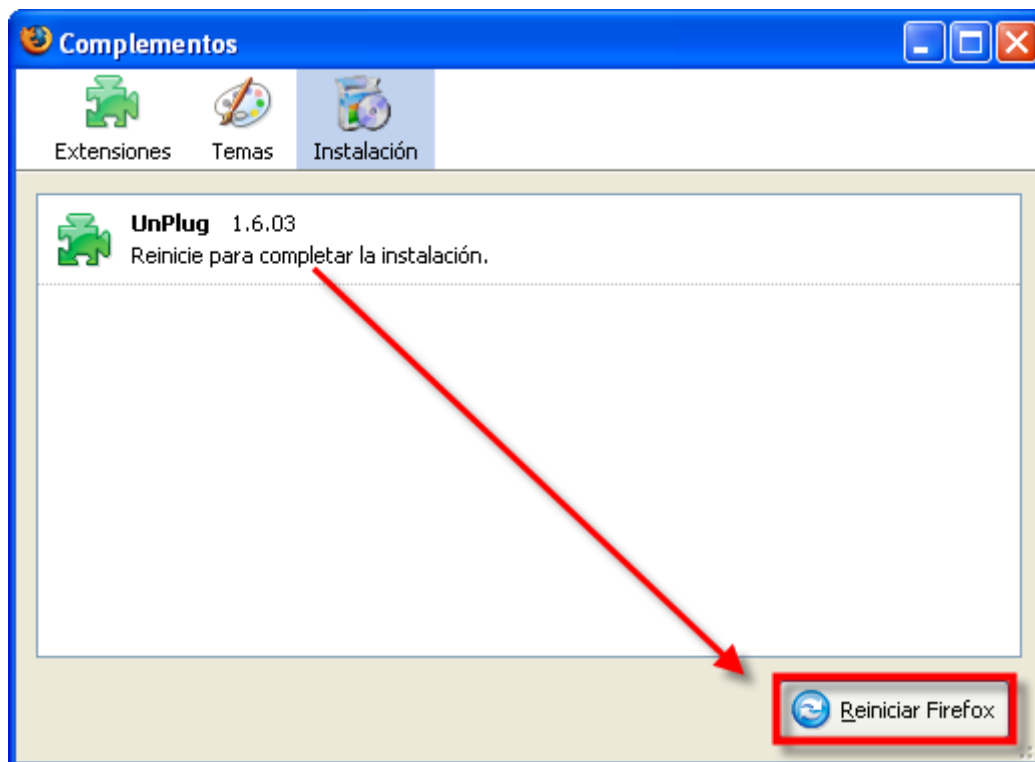 Complementos
Extensiones Temas Instalación
UnPlug 1.6.03
Reinicie para completar la instalación.
Reiniciar Firefox